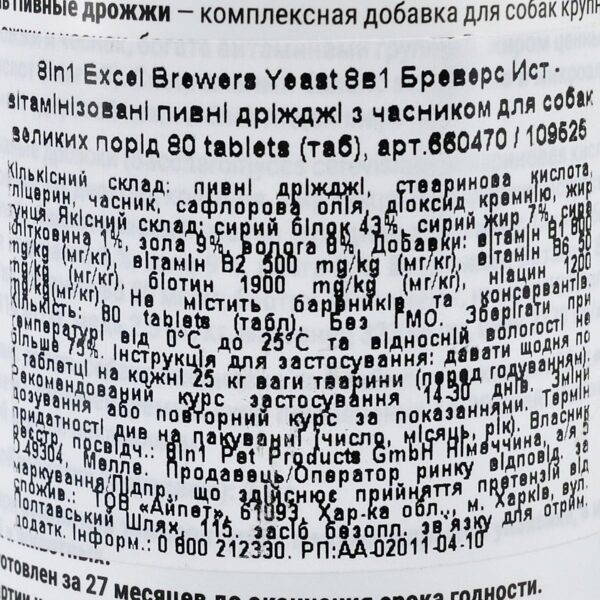 пивные дрожжи — комплексная добавка для собак круп
8in1 Excel Brewers Yeast 8в1 Бреверс Ист -
вітамінізовані пивні дріжджі з часником для собак
великих порід 80 tablets (таб), арт.660470 / 109525
Кількісний склад: пивні дріжджі, стеаринова кислота,
гліцерин, часник, сафлорова олія, діоксид кремнію, жир
тунця. Якісний склад: сирий білок 43%, сирий жир 7%, сира
клітковина 1%, зола 9%, волога 8%. Добавки: вітамін B1 600
mg/kg (мг/кг), вітамін B2 500 mg/kg (мг/кг), вітамін B6 50
mg/kg (мг/кг), біотин 1900 mg/kg (мг/кг), ніацин 1200
mg/kg(мг/кг). Не містить барвників та консервантів.
Кількість: 80 tablets (табл). Без ГМО. Зберігати при
температурі від 0°C до 25°C та відносній вологості не
більше 75%. Інструкція для застосування: давати щодня по
1 таблетці на кожні 25 кг ваги тварини (перед годуванням).
Рекомендований курс застосування 14-30 днів. Зміни
дозування або повторний курс за показаннями. Термін
придатності див на пакуванні (число, місяць, рік). Власник
реєстр. посвідч.: 8in1 Pet Products GmbH Німеччина, а/я 5
D.49304, Мелле. Продавець/Оператор ринку відповід. за
маркування/Підпр., що здійснює прийняття претензій від
спожив.: ТОВ «Айпет», 61093, Хар-ка обл.., м. Харків, вул.
Полтавський Шлях, 115. засіб безопл. зв'язку для отрим.
додатк. Інформ.: 0 800 212330. РП:АА-02011-04-10
готовлен за 27 месяцев до окончания срока годности.